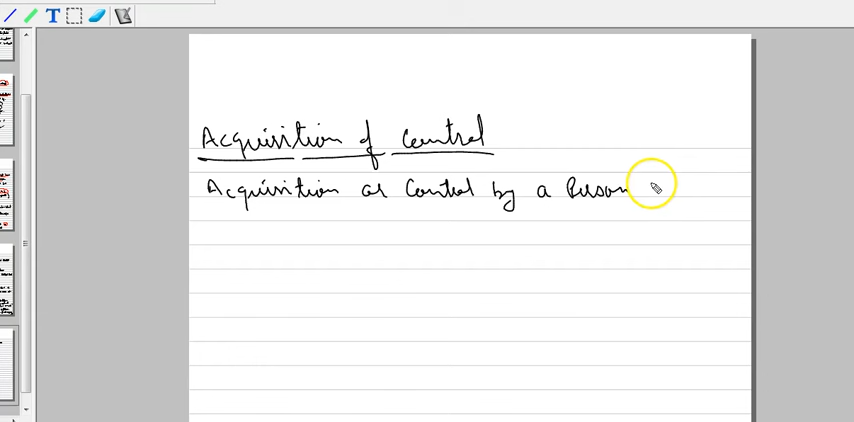 Acquisition of Control
Acquisition or Control by a Person